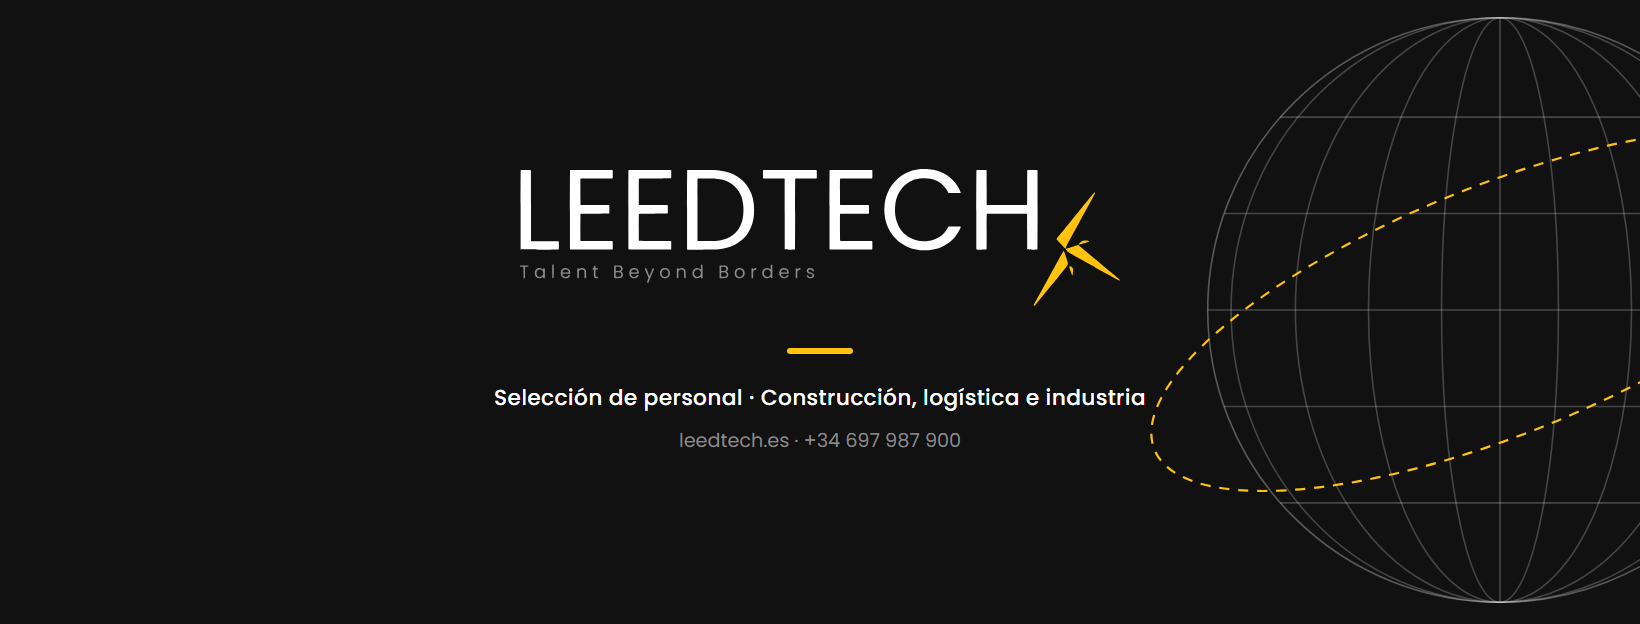 LEEDTECH
Talent Beyond Borders
Selección de personal · Construcción, logística e industria
leedtech.es · +34 697 987 900